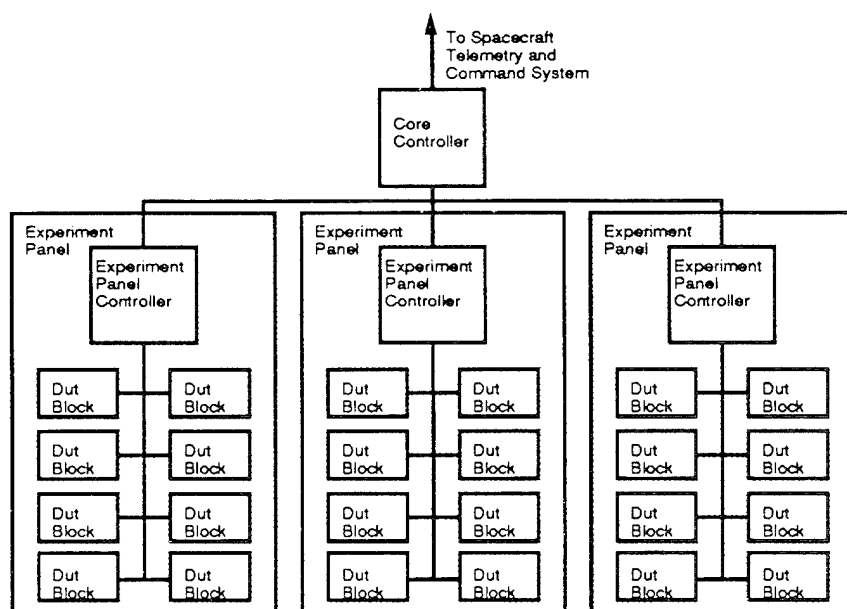 To Spacecraft
Telemetry and
Command System
Core
Controller
Experiment
Panel
Experiment
Panel
Controller
Dut
Block
Dut
Block
Dut
Block
Dut
Block
Dut
Block
Dut
Block
Dut
Block
Dut
Block
Experiment
Panel
Experiment
Panel
Controller
Dut
Block
Dut
Block
Dut
Block
Dut
Block
Dut
Block
Dut
Block
Dut
Block
Dut
Block
Experiment
Panel
Experiment
Panel
Controller
Dut
Block
Dut
Block
Dut
Block
Dut
Block
Dut
Block
Dut
Block
Dut
Block
Dut
Block